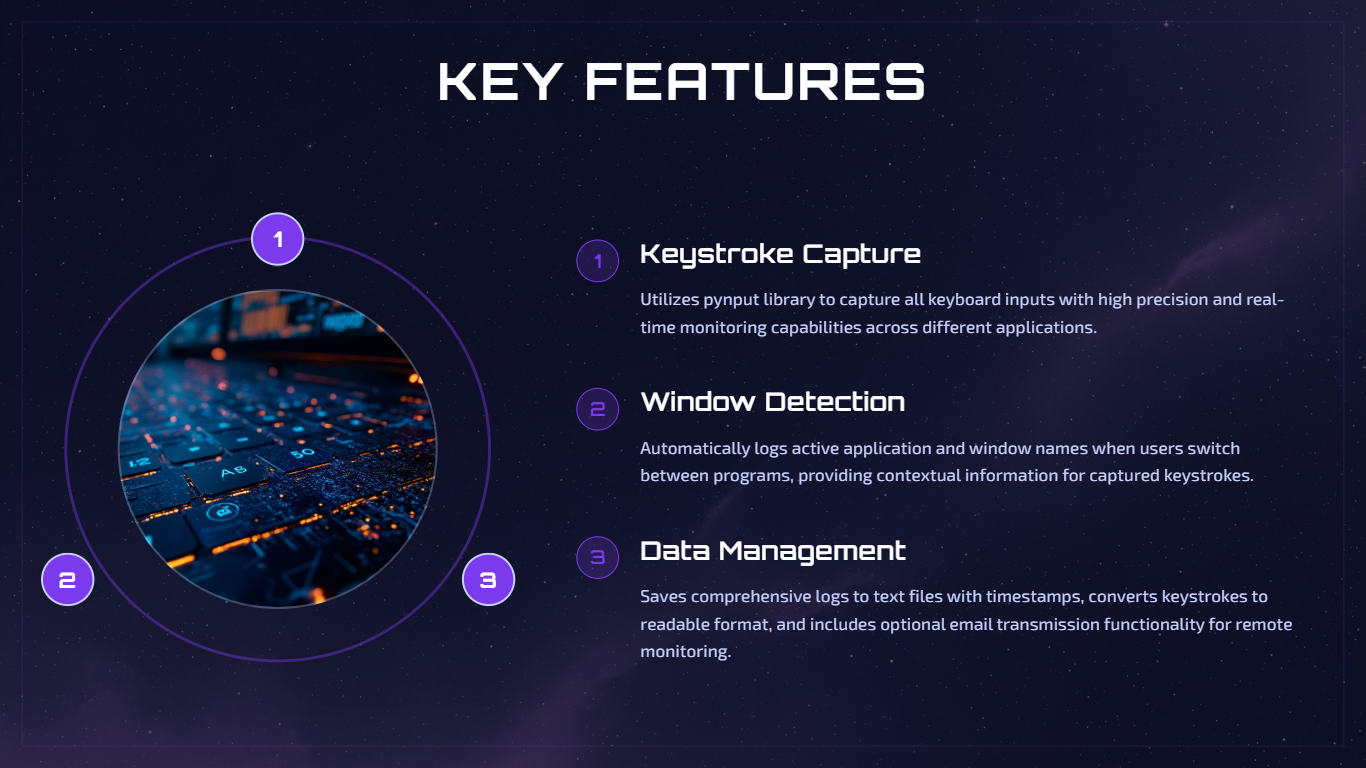 KEY FEATURES
1
2
3
1
Keystroke Capture
Utilizes pynput library to capture all keyboard inputs with high precision and real-
time monitoring capabilities across different applications.
2
Window Detection
Automatically logs active application and window names when users switch
between programs, providing contextual information for captured keystrokes.
3
Data Management
Saves comprehensive logs to text files with timestamps, converts keystrokes to
readable format, and includes optional email transmission functionality for remote
monitoring.